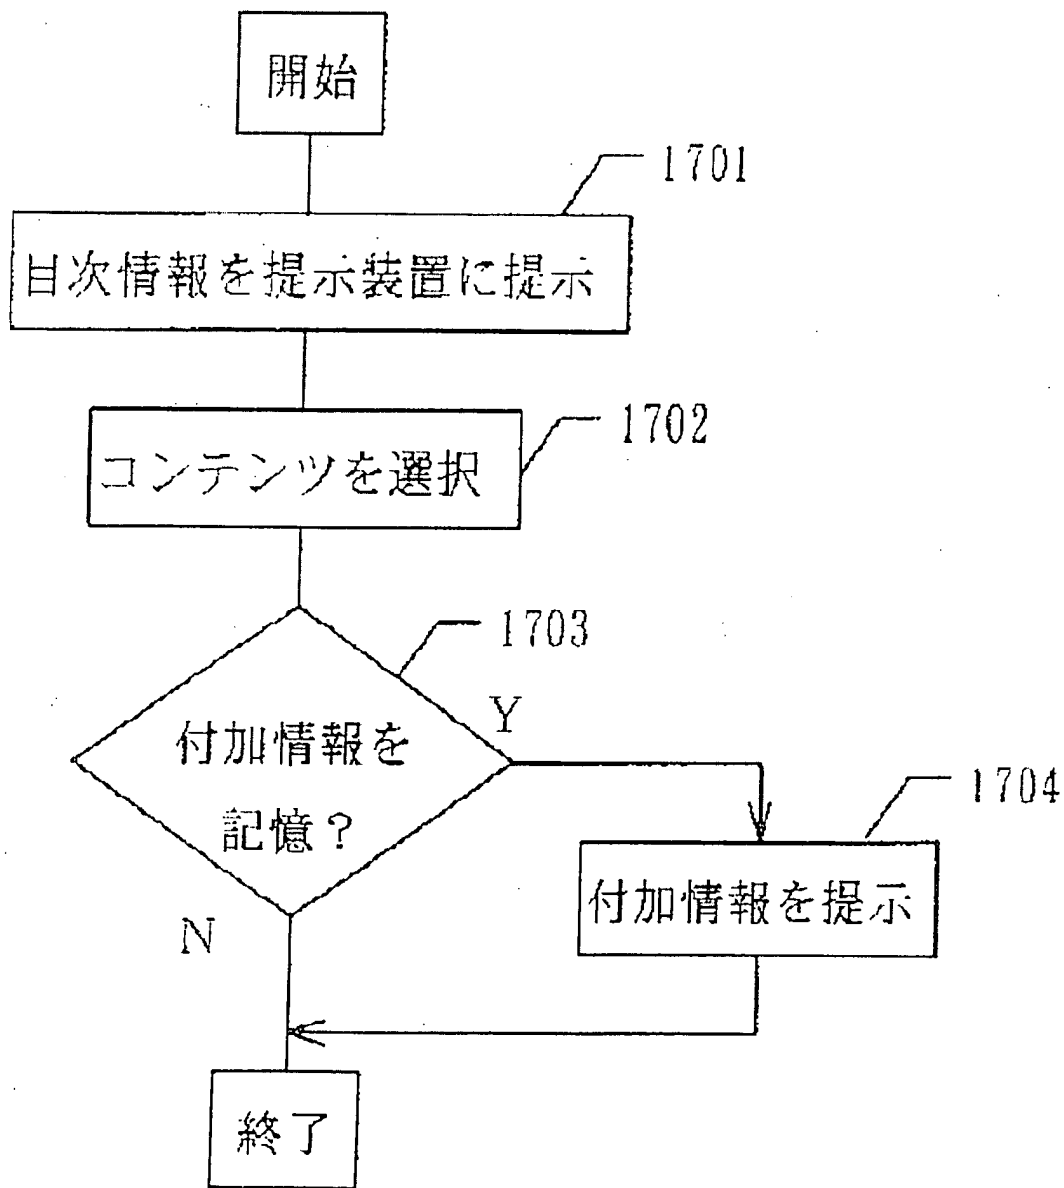 開始
1701
目次情報を提示装置に提示
1702
コンテンツを選択
1703
Y
付加情報を
記憶？
1704
付加情報を提示
N
終了